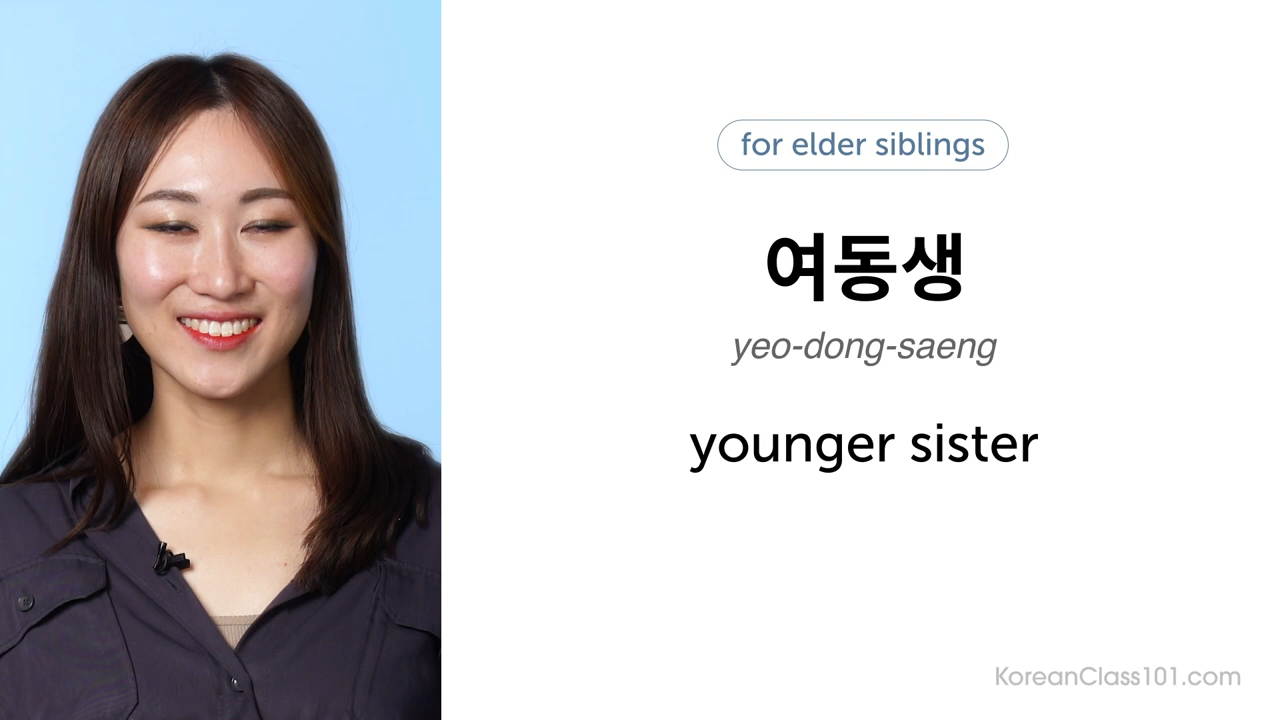 for elder siblings
여동생
yeo-dong-saeng
younger sister
KoreanClass101.com